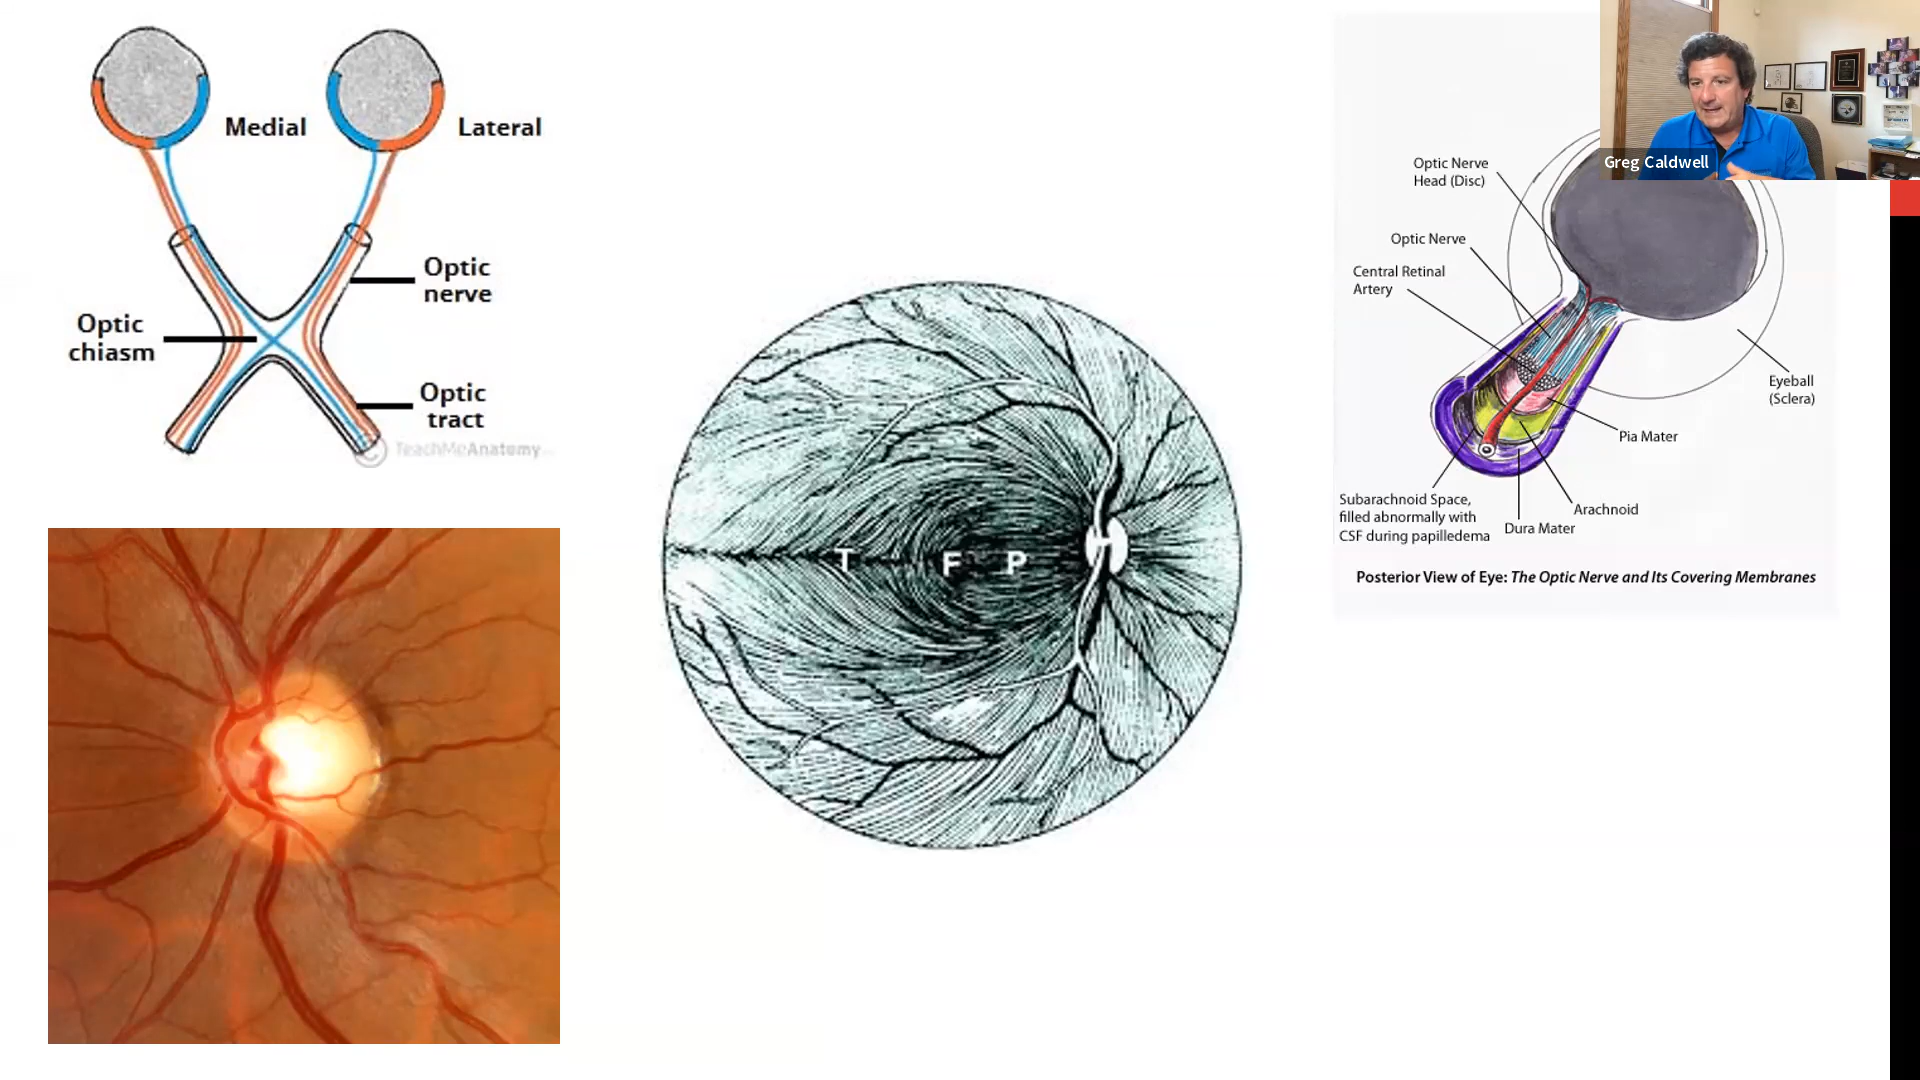 Medial
Lateral
Optic
nerve
Optic
chiasm
Optic
tract
TeachMeAnatomy
T F P
Optic Nerve
Head (Disc)
Optic Nerve
Central Retinal
Artery
Eyeball
(Sclera)
Pia Mater
Subarachnoid Space,
filled abnormally with
CSF during papilledema
Arachnoid
Dura Mater
Posterior View of Eye: The Optic Nerve and Its Covering Membranes
Greg Caldwell